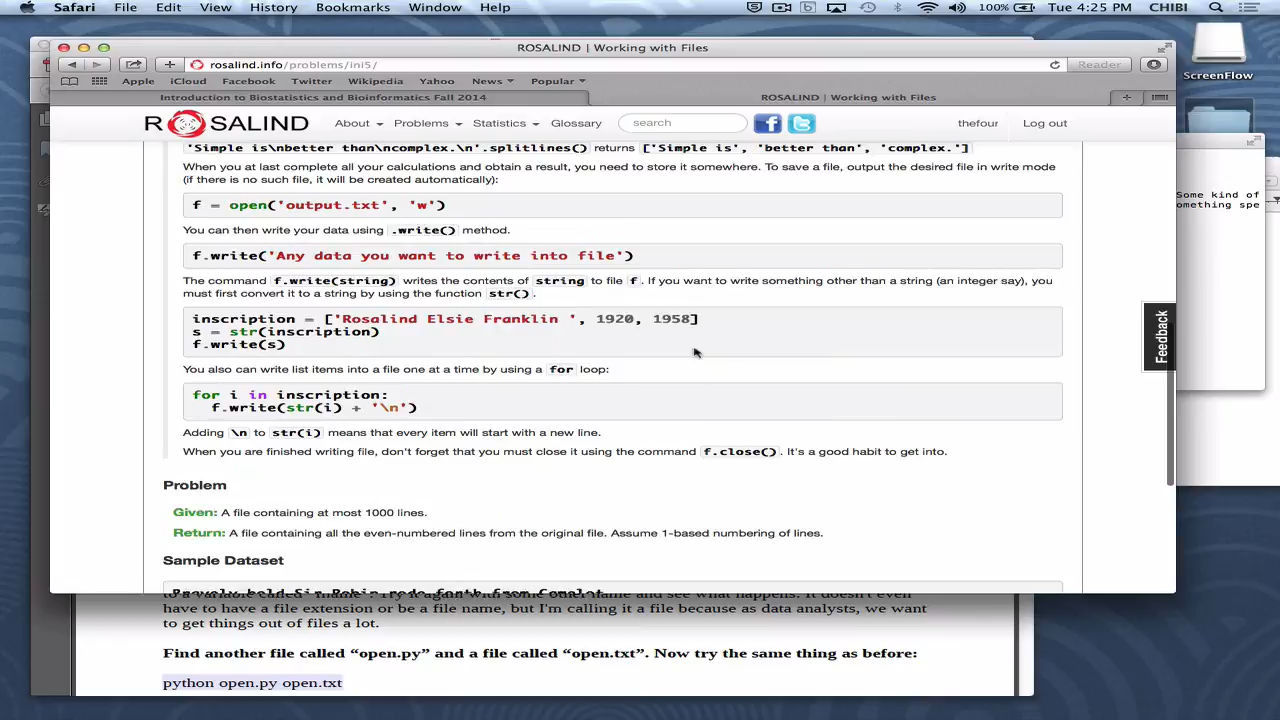 Safari File Edit View History Bookmarks Window Help 100% Tue 4:25 PM CHIBI
ROSALIND | Working with Files
rosalind.info/problems/ini5/ Reader
Apple iCloud Facebook Twitter Wikipedia Yahoo News Popular
Introduction to Biostatistics and Bioinformatics Fall 2014
ROSALIND | Working with Files
ROSALIND About Problems Statistics Glossary search thefour Log out
'Simple is\nbetter than\ncomplex.\n'.splitlines() returns ['Simple is', 'better than', 'complex.']
When you at last complete all your calculations and obtain a result, you need to store it somewhere. To save a file, output the desired file in write mode
(if there is no such file, it will be created automatically):
f = open('output.txt', 'w')
You can then write your data using .write() method.
f.write('Any data you want to write into file')
The command f.write(string) writes the contents of string to file f. If you want to write something other than a string (an integer say), you
must first convert it to a string by using the function str().
inscription = ['Rosalind Elsie Franklin ', 1920, 1958]
s = str(inscription)
f.write(s)
You also can write list items into a file one at a time by using a for loop:
for i in inscription:
f.write(str(i) + '\n')
Adding \n to str(i) means that every item will start with a new line.
When you are finished writing file, don't forget that you must close it using the command f.close(). It's a good habit to get into.
Problem
Given: A file containing at most 1000 lines.
Return: A file containing all the even-numbered lines from the original file. Assume 1-based numbering of lines.
Sample Dataset
Bravely bold Sir Robin rode forth from Camelot
have to have a file extension or be a file name, but I'm calling it a file because as data analysts, we want
to get things out of files a lot.
Find another file called “open.py” and a file called “open.txt”. Now try the same thing as before:
python open.py open.txt
Feedback
ScreenFlow
Some kind of
omething spe